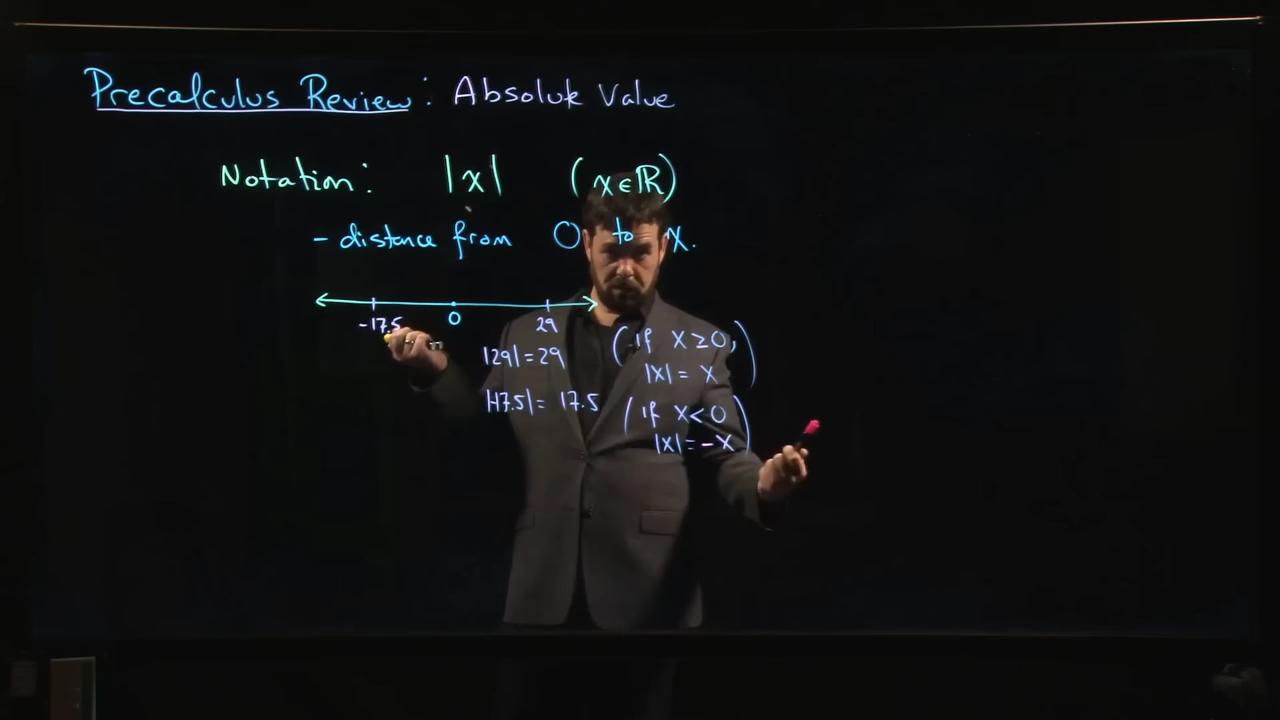 Precalculus Review: Absolute Value
Notation: |x| (x∈ℝ)
- distance from 0 to x.
-17.5 0 29
|29| = 29 (if x ≥ 0, |x| = x)
|-17.5| = 17.5 (if x < 0 |x| = -x)